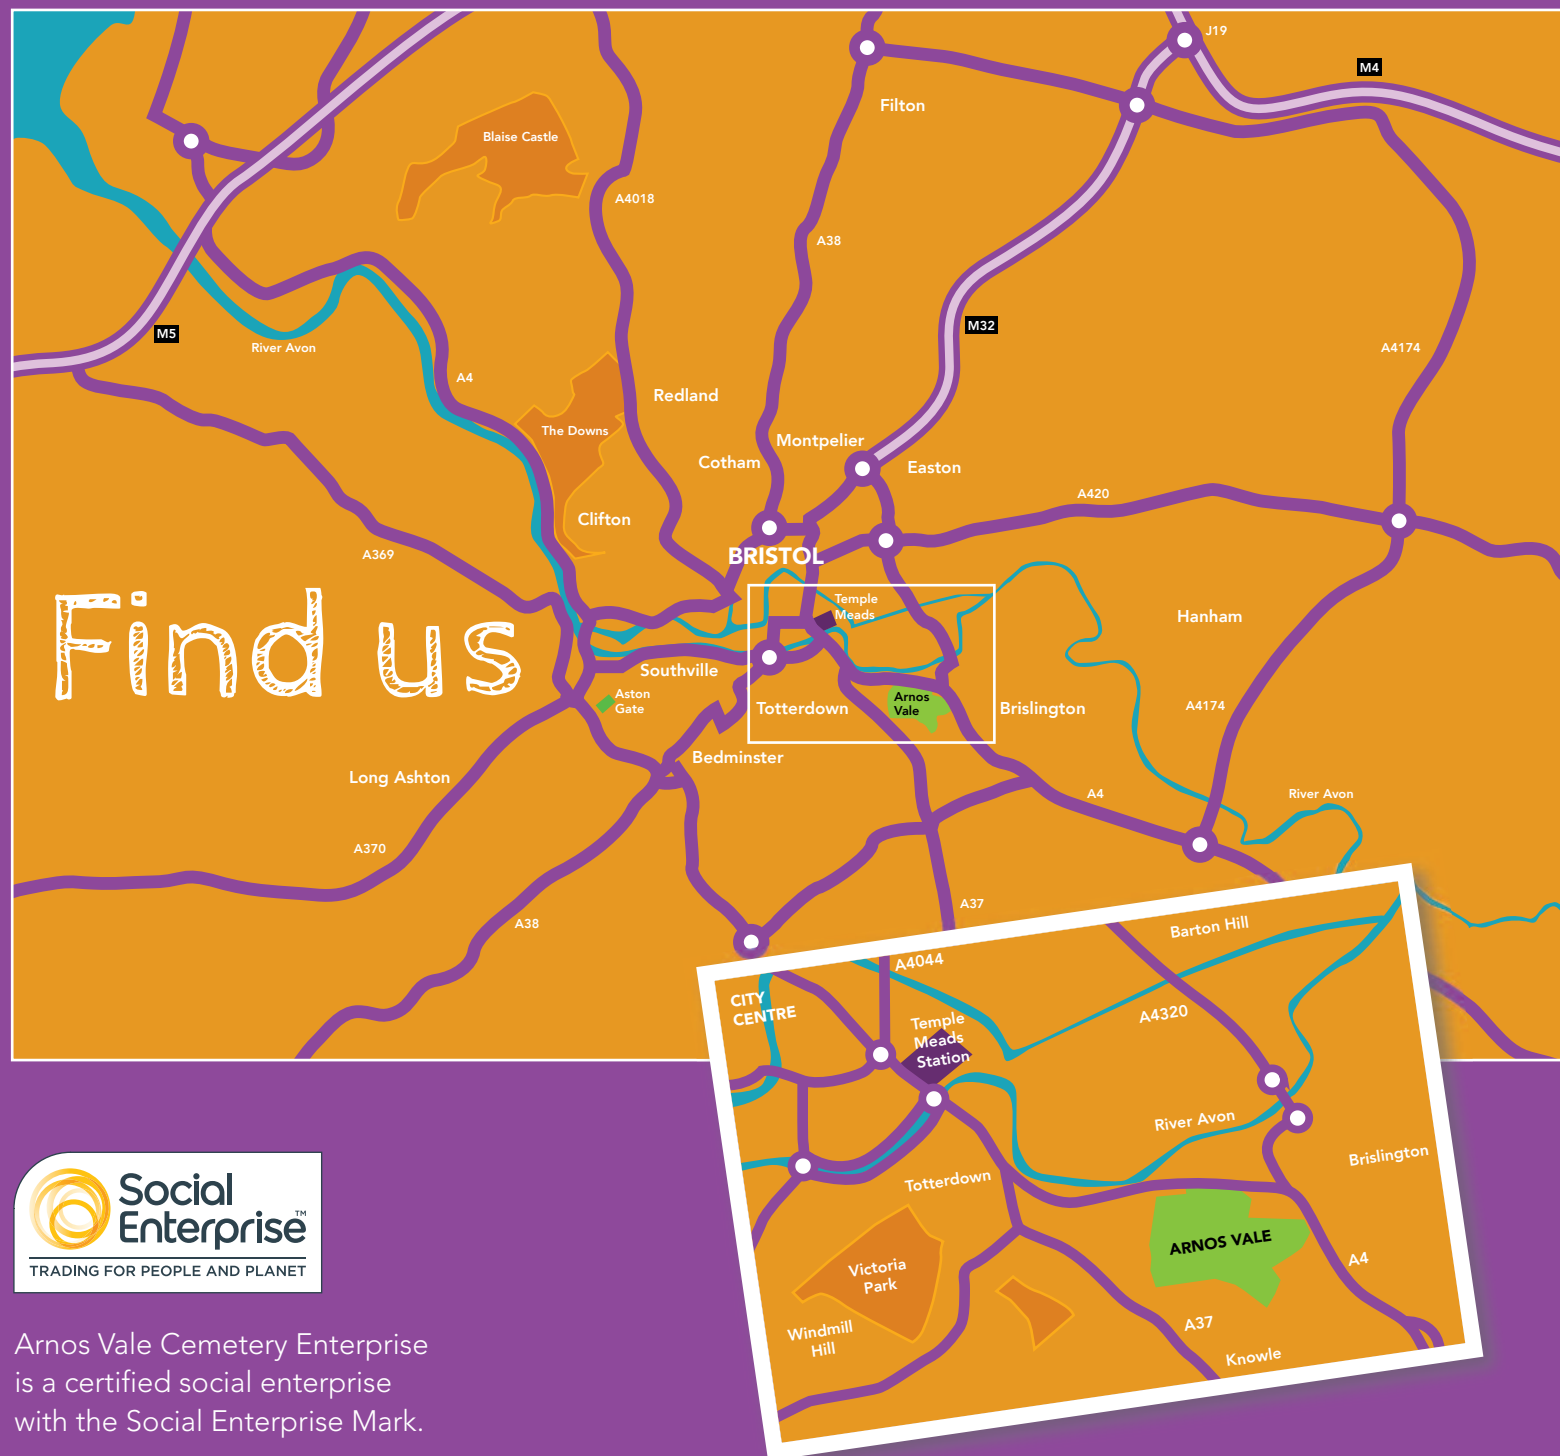 J19
M4
Filton
Blaise Castle
A4018
A38
M5
M32
River Avon
A4174
A4
Redland
The Downs
Montpelier
Cotham
Easton
A420
Clifton
A369
BRISTOL
Temple
Meads
Hanham
Find us
Southville
Aston
Gate
Arnos
Vale
Totterdown
Brislington
A4174
Bedminster
Long Ashton
A4
River Avon
A370
A37
A38
Barton Hill
A4044
CITY
CENTRE
Temple
Meads
Station
A4320
River Avon
Brislington
Totterdown
ARNOS VALE
A4
Victoria
Park
Windmill
Hill
A37
Knowle
Social
Enterprise™
TRADING FOR PEOPLE AND PLANET
Arnos Vale Cemetery Enterprise
is a certified social enterprise
with the Social Enterprise Mark.